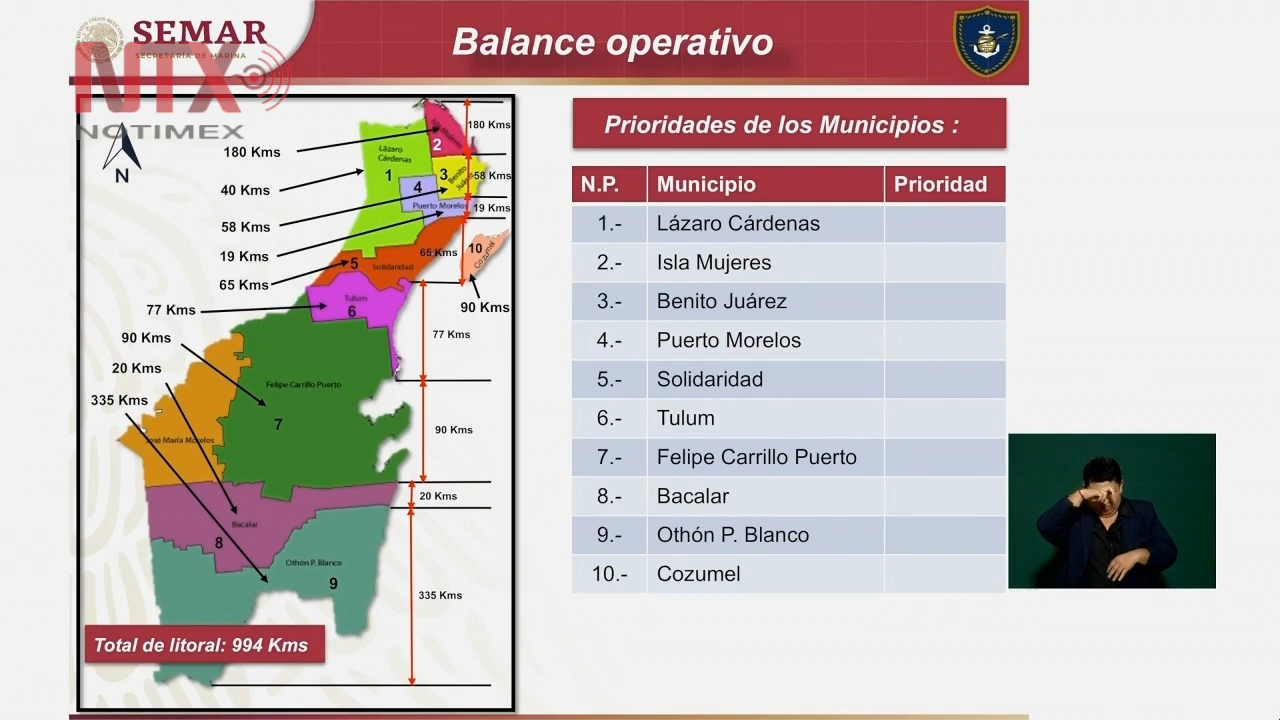 SEMAR
SECRETARÍA DE MARINA
NTX
NOTIMEX
Balance operativo
N
180 Kms
40 Kms
58 Kms
19 Kms
65 Kms
77 Kms
90 Kms
20 Kms
335 Kms
Lázaro
Cárdenas
1
2
3
Benito
Juárez
4
Puerto Morelos
5
Solidaridad
Tulum
6
Felipe Carrillo Puerto
7
José María Morelos
Bacalar
8
Othón P. Blanco
9
10
Cozumel
90 Kms
180 Kms
58 Kms
19 Kms
65 Kms
77 Kms
90 Kms
20 Kms
335 Kms
Total de litoral: 994 Kms
Prioridades de los Municipios :
N.P. Municipio Prioridad
1.- Lázaro Cárdenas
2.- Isla Mujeres
3.- Benito Juárez
4.- Puerto Morelos
5.- Solidaridad
6.- Tulum
7.- Felipe Carrillo Puerto
8.- Bacalar
9.- Othón P. Blanco
10.- Cozumel